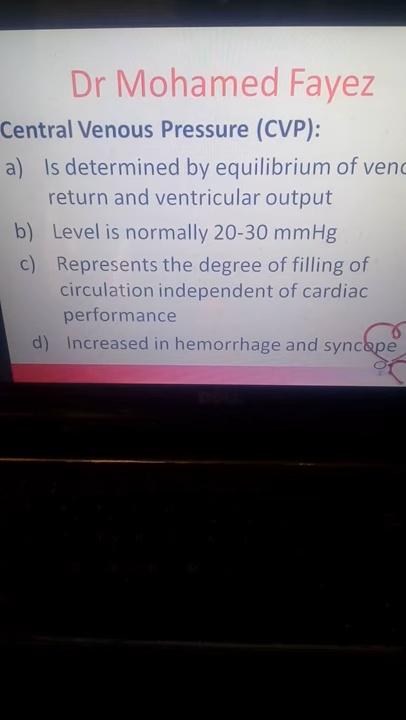 Dr Mohamed Fayez
Central Venous Pressure (CVP):
a) Is determined by equilibrium of
return and ventricular output
b) Level is normally 20-30 mmHg
c) Represents the degree of filling of
circulation independent of cardiac
performance
d) Increased in hemorrhage and syncope
DELL